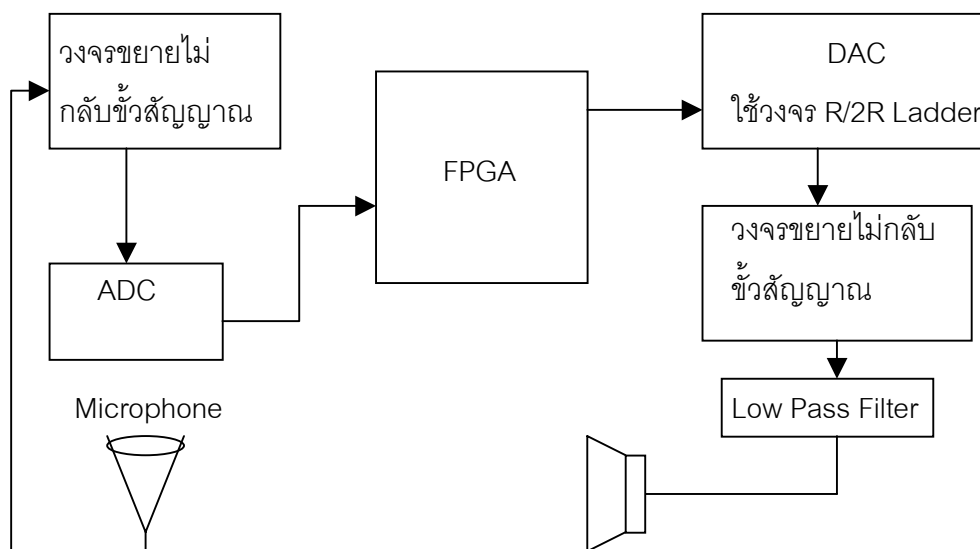 วงจรขยายไม่
กลับขั้วสัญญาณ
ADC
Microphone
FPGA
DAC
ใช้วงจร R/2R Ladder
วงจรขยายไม่กลับ
ขั้วสัญญาณ
Low Pass Filter